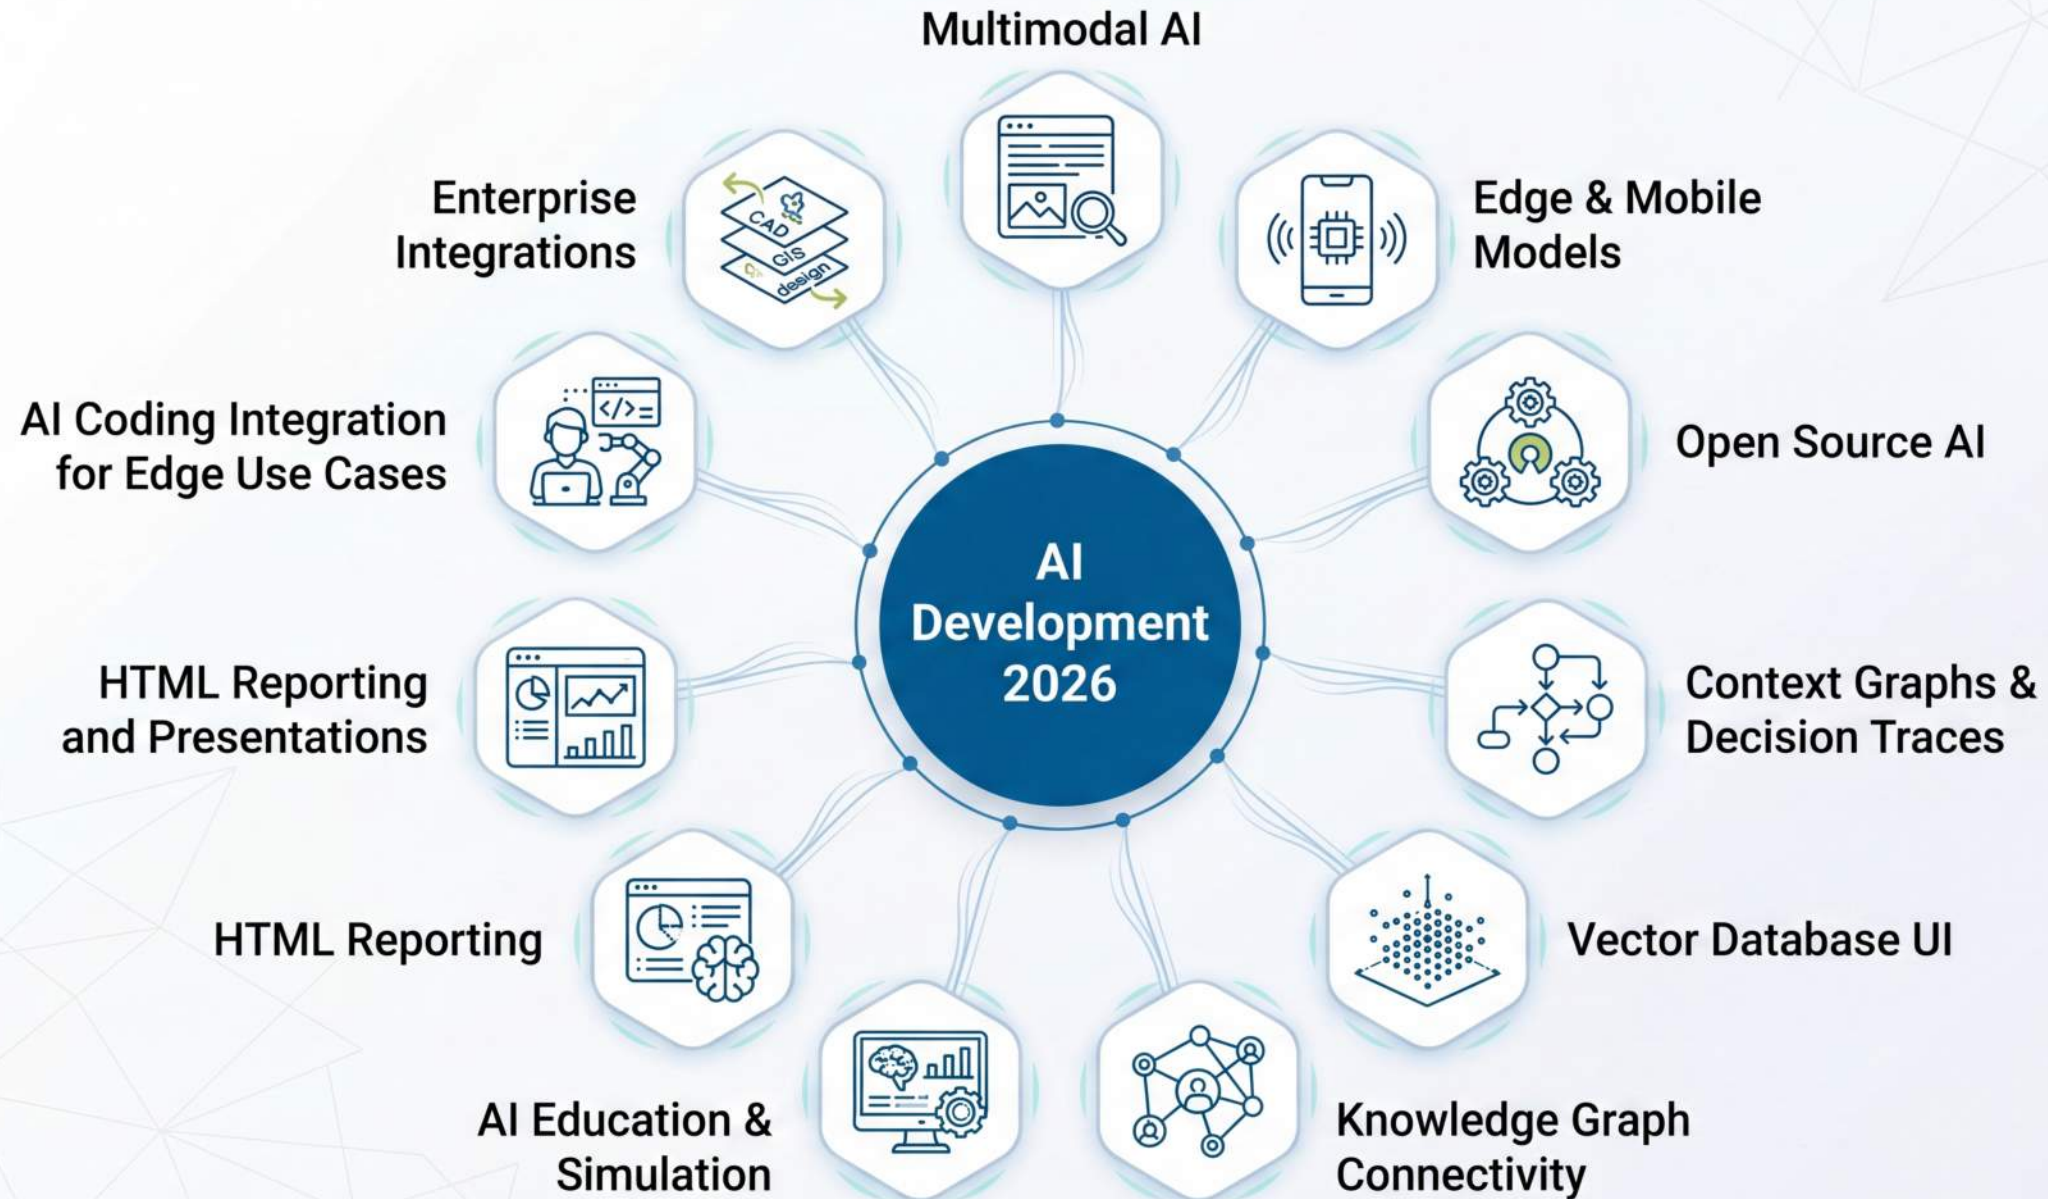 Multimodal AI
Enterprise
Integrations
CAD
GIS
design
Edge & Mobile
Models
AI Coding Integration
for Edge Use Cases
</>
Open Source AI
AI
Development
2026
HTML Reporting
and Presentations
Context Graphs &
Decision Traces
HTML Reporting
Vector Database UI
AI Education &
Simulation
Knowledge Graph
Connectivity